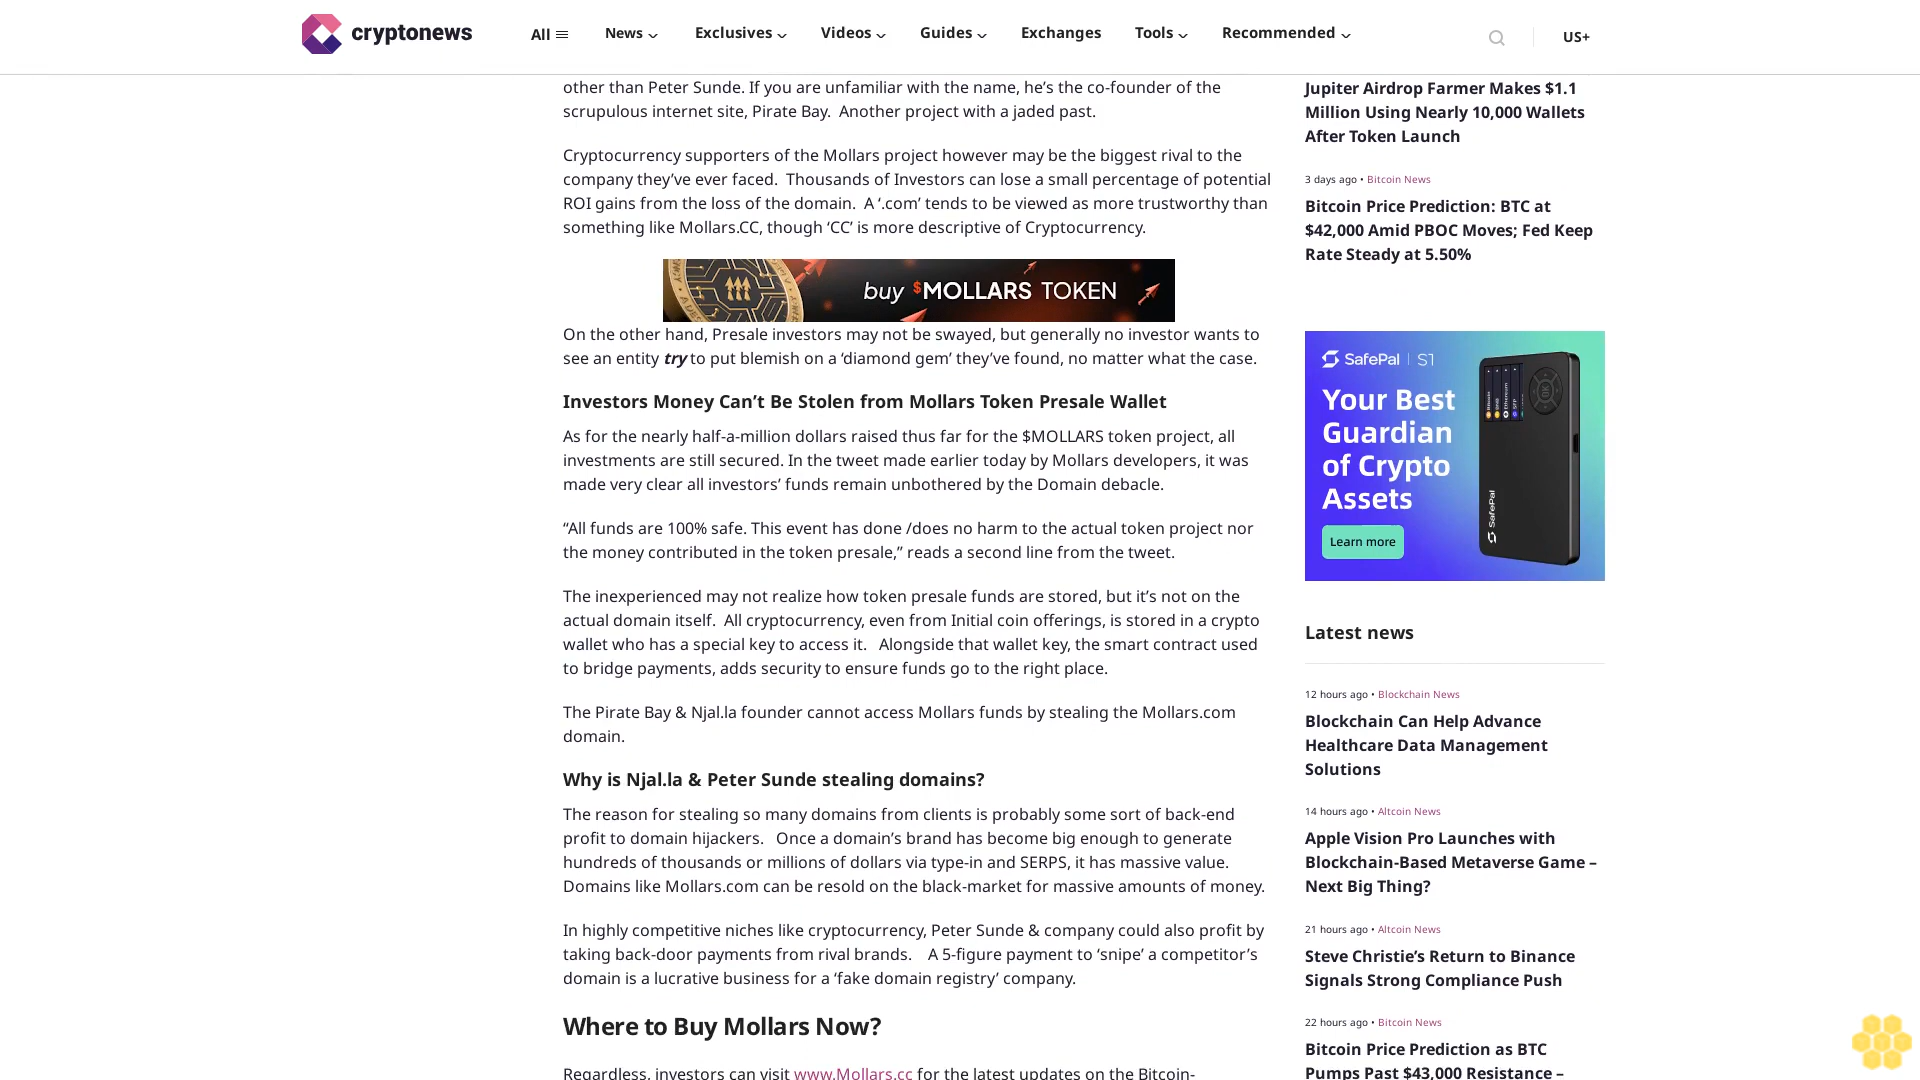 cryptonews
All
News
Exclusives
Videos
Guides
Exchanges
Tools
Recommended
US+
other than Peter Sunde. If you are unfamiliar with the name, he’s the co-founder of the
scrupulous internet site, Pirate Bay.  Another project with a jaded past.
Cryptocurrency supporters of the Mollars project however may be the biggest rival to the
company they’ve ever faced.  Thousands of Investors can lose a small percentage of potential
ROI gains from the loss of the domain.  A ‘.com’ tends to be viewed as more trustworthy than
something like Mollars.CC, though ‘CC’ is more descriptive of Cryptocurrency.
buy $MOLLARS TOKEN
On the other hand, Presale investors may not be swayed, but generally no investor wants to
see an entity try to put blemish on a ‘diamond gem’ they’ve found, no matter what the case.
Investors Money Can’t Be Stolen from Mollars Token Presale Wallet
As for the nearly half-a-million dollars raised thus far for the $MOLLARS token project, all
investments are still secured. In the tweet made earlier today by Mollars developers, it was
made very clear all investors’ funds remain unbothered by the Domain debacle.
“All funds are 100% safe. This event has done /does no harm to the actual token project nor
the money contributed in the token presale,” reads a second line from the tweet.
The inexperienced may not realize how token presale funds are stored, but it’s not on the
actual domain itself.  All cryptocurrency, even from Initial coin offerings, is stored in a crypto
wallet who has a special key to access it.   Alongside that wallet key, the smart contract used
to bridge payments, adds security to ensure funds go to the right place.
The Pirate Bay & Njal.la founder cannot access Mollars funds by stealing the Mollars.com
domain.
Why is Njal.la & Peter Sunde stealing domains?
The reason for stealing so many domains from clients is probably some sort of back-end
profit to domain hijackers.   Once a domain’s brand has become big enough to generate
hundreds of thousands or millions of dollars via type-in and SERPS, it has massive value.
Domains like Mollars.com can be resold on the black-market for massive amounts of money.
In highly competitive niches like cryptocurrency, Peter Sunde & company could also profit by
taking back-door payments from rival brands.    A 5-figure payment to ‘snipe’ a competitor’s
domain is a lucrative business for a ‘fake domain registry’ company.
Where to Buy Mollars Now?
Regardless, investors can visit www.Mollars.cc for the latest updates on the Bitcoin-
Jupiter Airdrop Farmer Makes $1.1
Million Using Nearly 10,000 Wallets
After Token Launch
3 days ago • Bitcoin News
Bitcoin Price Prediction: BTC at
$42,000 Amid PBOC Moves; Fed Keep
Rate Steady at 5.50%
SafePal | S1
Your Best
Guardian
of Crypto
Assets
Learn more
SafePal
Latest news
12 hours ago • Blockchain News
Blockchain Can Help Advance
Healthcare Data Management
Solutions
14 hours ago • Altcoin News
Apple Vision Pro Launches with
Blockchain-Based Metaverse Game –
Next Big Thing?
21 hours ago • Altcoin News
Steve Christie’s Return to Binance
Signals Strong Compliance Push
22 hours ago • Bitcoin News
Bitcoin Price Prediction as BTC
Pumps Past $43,000 Resistance –